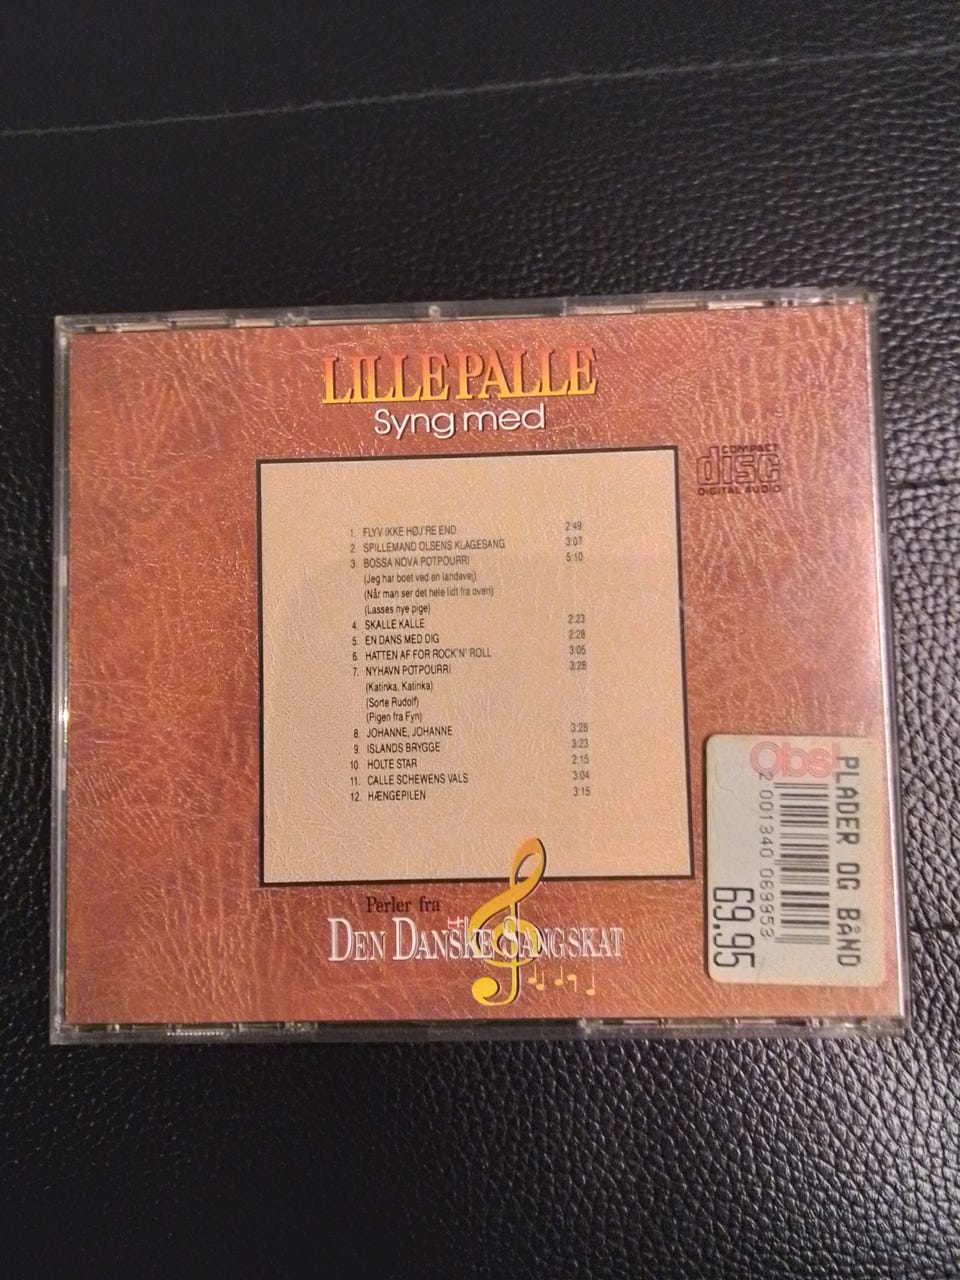 LILLE PALLE
Syng med
COMPACT
disc
DIGITAL AUDIO
1. FLYV IKKE HØJ'RE END 2:49
2. SPILLEMAND OLSENS KLAGESANG 3:07
3. BOSSA NOVA POTPOURRI 5:10
(Jeg har boet ved en landevej)
(Når man ser det hele lidt fra oven)
(Lasses nye pige)
4. SKALLE KALLE 2:23
5. EN DANS MED DIG 2:28
6. HATTEN AF FOR ROCK'N' ROLL 3:05
7. NYHAVN POTPOURRI 3:28
(Katinka, Katinka)
(Sorte Rudolf)
(Pigen fra Fyn)
8. JOHANNE, JOHANNE 3:28
9. ISLANDS BRYGGE 3:23
10. HOLTE STAR 2:15
11. CALLE SCHEWENS VALS 3:04
12. HÆNGEPILEN 3:15
Perler fra
DEN DANSKE SANGSKAT
Obs!
PLADER OG BÅND
2 001340 069953
69.95